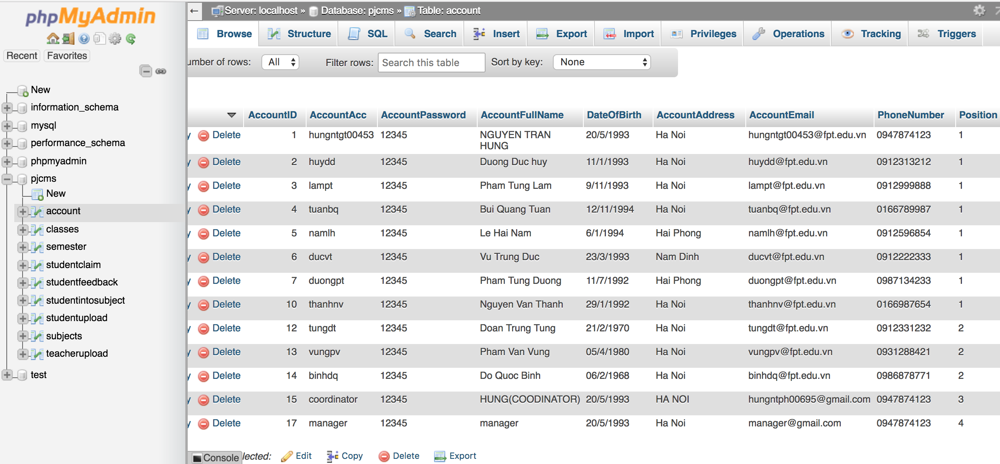 phpMyAdmin
Recent Favorites
New
information_schema
mysql
performance_schema
phpmyadmin
pjcms
New
account
classes
semester
studentclaim
studentfeedback
studentintosubject
studentupload
subjects
teacherupload
test
Server: localhost » Database: pjcms » Table: account
Browse Structure SQL Search Insert Export Import Privileges Operations Tracking Triggers
umber of rows: All Filter rows: Search this table Sort by key: None
AccountID AccountAcc AccountPassword AccountFullName DateOfBirth AccountAddress AccountEmail PhoneNumber Position
y Delete 1 hungntgt00453 12345 NGUYEN TRAN HUNG 20/5/1993 Ha Noi hungntgt00453@fpt.edu.vn 0947874123 1
y Delete 2 huydd 12345 Duong Duc huy 11/1/1993 Ha Noi huydd@fpt.edu.vn 0912313212 1
y Delete 3 lampt 12345 Pham Tung Lam 9/11/1993 Ha Noi lampt@fpt.edu.vn 0912999888 1
y Delete 4 tuanbq 12345 Bui Quang Tuan 12/11/1994 Ha Noi tuanbq@fpt.edu.vn 0166789987 1
y Delete 5 namlh 12345 Le Hai Nam 6/1/1994 Hai Phong namlh@fpt.edu.vn 0912596854 1
y Delete 6 ducvt 12345 Vu Trung Duc 23/3/1993 Nam Dinh ducvt@fpt.edu.vn 0912222333 1
y Delete 7 duongpt 12345 Pham Tung Duong 11/7/1992 Hai Phong duongpt@fpt.edu.vn 0987134233 1
y Delete 10 thanhnv 12345 Nguyen Van Thanh 29/1/1992 Ha Noi thanhnv@fpt.edu.vn 0166987654 1
y Delete 12 tungdt 12345 Doan Trung Tung 21/2/1970 Ha Noi tungdt@fpt.edu.vn 0912331232 2
y Delete 13 vungpv 12345 Pham Van Vung 05/4/1980 Ha Noi vungpv@fpt.edu.vn 0931288421 2
y Delete 14 binhdq 12345 Do Quoc Binh 06/2/1968 Ha Noi binhdq@fpt.edu.vn 0986878771 2
y Delete 15 coordinator 12345 HUNG(COODINATOR) 20/5/1993 HA NOI hungntph00695@gmail.com 0947874123 3
y Delete 17 manager 12345 manager 20/5/1993 Ha Noi manager@gmail.com 0947874123 4
Console lected: Edit Copy Delete Export